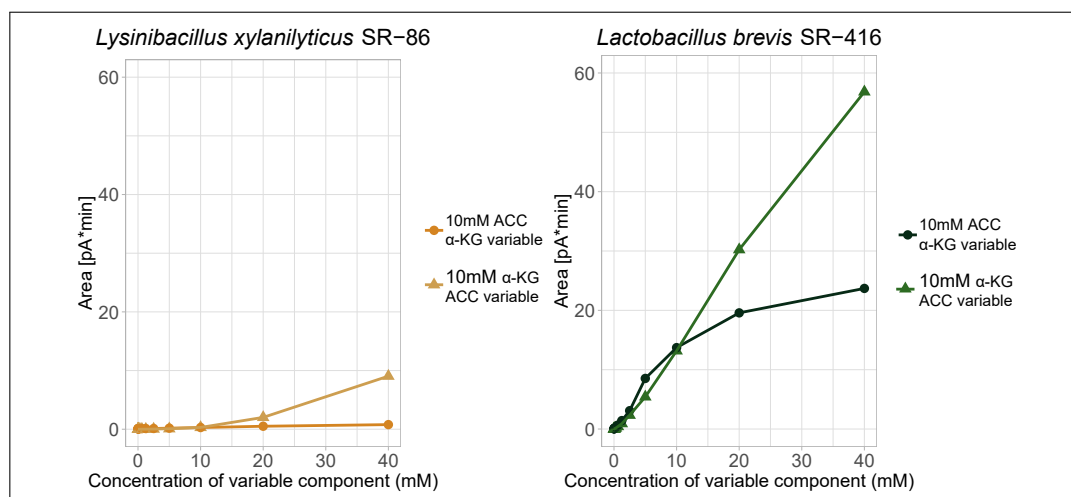 Lysinibacillus xylanilyticus SR−86
60
40
20
0
0
10
20
30
40
Area [pA*min]
Concentration of variable component (mM)
10mM ACC
α-KG variable
10mM α-KG
ACC variable
Lactobacillus brevis SR−416
60
40
20
0
0
10
20
30
40
Area [pA*min]
Concentration of variable component (mM)
10mM ACC
α-KG variable
10mM α-KG
ACC variable